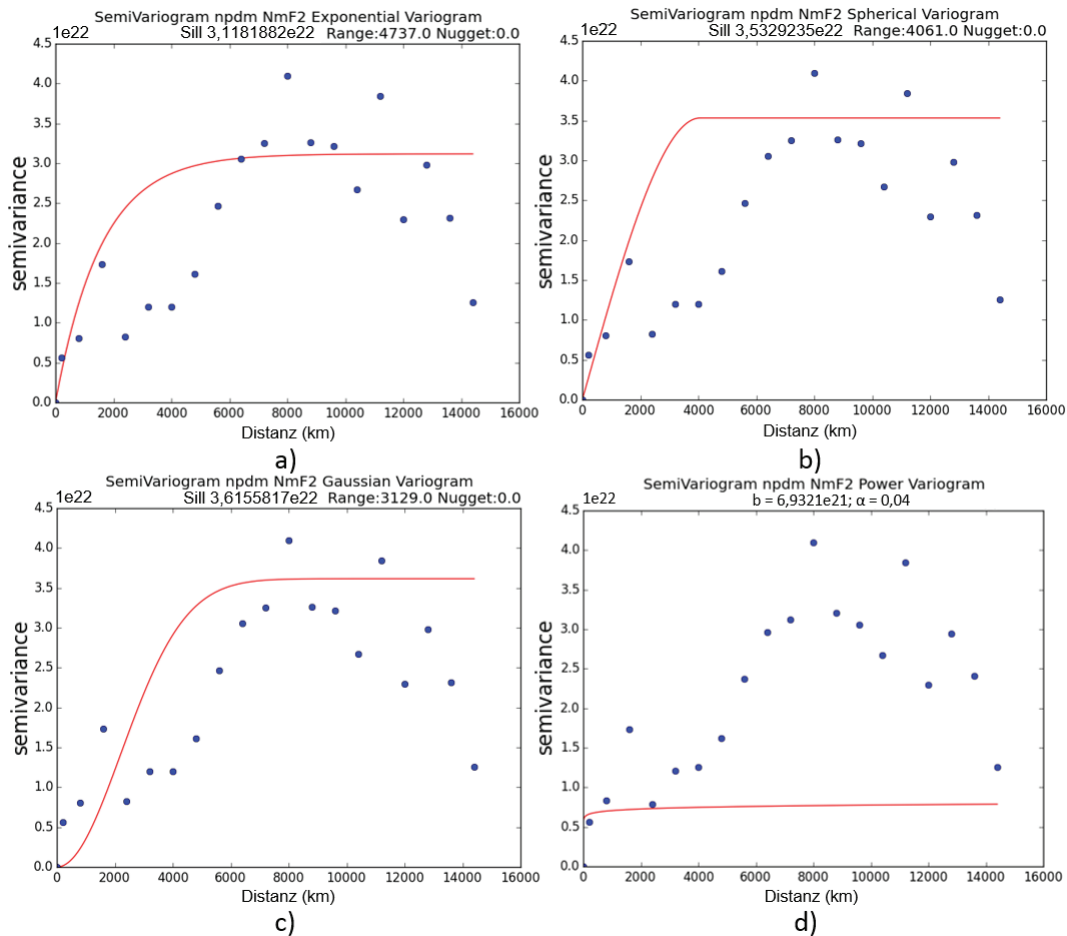 SemiVariogram npdm NmF2 Exponential Variogram
1e22 Sill 3,1181882e22 Range:4737.0 Nugget:0.0
4.5
4.0
3.5
3.0
2.5
2.0
1.5
1.0
0.5
0.0
semivariance
0 2000 4000 6000 8000 10000 12000 14000 16000
Distanz (km)
a)
SemiVariogram npdm NmF2 Spherical Variogram
1e22 Sill 3,5329235e22 Range:4061.0 Nugget:0.0
4.5
4.0
3.5
3.0
2.5
2.0
1.5
1.0
0.5
0.0
semivariance
0 2000 4000 6000 8000 10000 12000 14000 16000
Distanz (km)
b)
SemiVariogram npdm NmF2 Gaussian Variogram
1e22 Sill 3,6155817e22 Range:3129.0 Nugget:0.0
4.5
4.0
3.5
3.0
2.5
2.0
1.5
1.0
0.5
0.0
semivariance
0 2000 4000 6000 8000 10000 12000 14000 16000
Distanz (km)
c)
SemiVariogram npdm NmF2 Power Variogram
1e22 b = 6,9321e21; α = 0,04
4.5
4.0
3.5
3.0
2.5
2.0
1.5
1.0
0.5
0.0
semivariance
0 2000 4000 6000 8000 10000 12000 14000 16000
Distanz (km)
d)